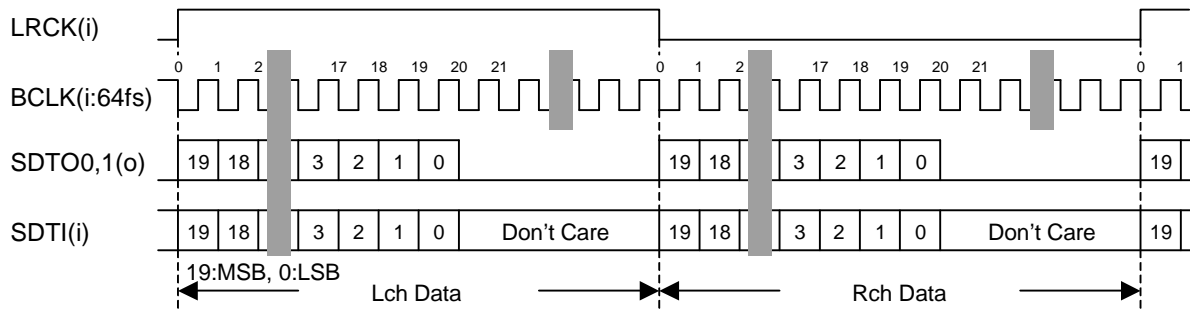 LRCK(i)
0 1 2 17 18 19 20 21 0 1 2 17 18 19 20 21 0 1
BCLK(i:64fs)
SDTO0,1(o) 19 18 3 2 1 0 19 18 3 2 1 0 19
SDTI(i) 19 18 3 2 1 0 Don't Care 19 18 3 2 1 0 Don't Care 19
19:MSB, 0:LSB
Lch Data Rch Data